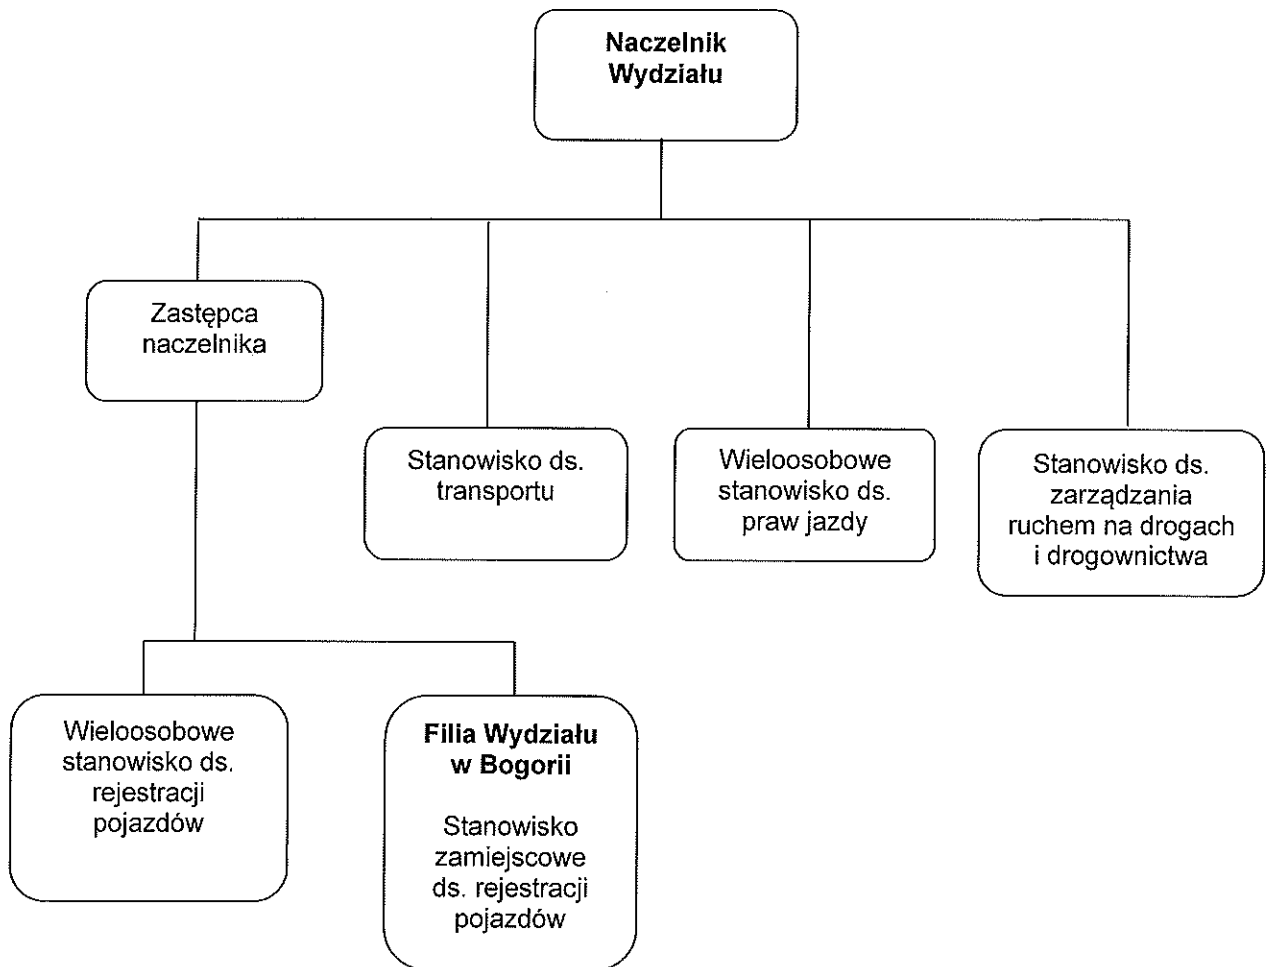 Naczelnik
Wydziału
Zastępca
naczelnika
Stanowisko ds.
transportu
Wieloosobowe
stanowisko ds.
praw jazdy
Stanowisko ds.
zarządzania
ruchem na drogach
i drogownictwa
Wieloosobowe
stanowisko ds.
rejestracji
pojazdów
Filia Wydziału
w Bogorii
Stanowisko
zamiejscowe
ds. rejestracji
pojazdów